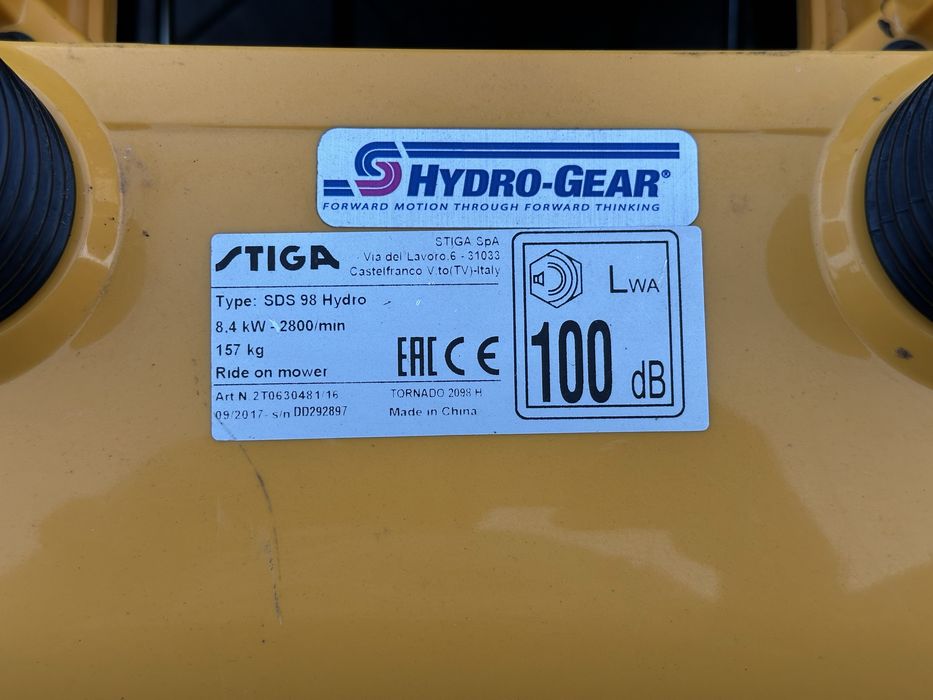 HYDRO-GEAR®
FORWARD MOTION THROUGH FORWARD THINKING
STIGA
STIGA SpA
Via del Lavoro,6 - 31033
Castelfranco V.to(TV)-Italy
Type: SDS 98 Hydro
8.4 kW - 2800/min
157 kg
Ride on mower
EAC CE
Art N. 2T0630481/16
09/2017- s/n DD292897
TORNADO 2098 H
Made in China
LWA
100 dB